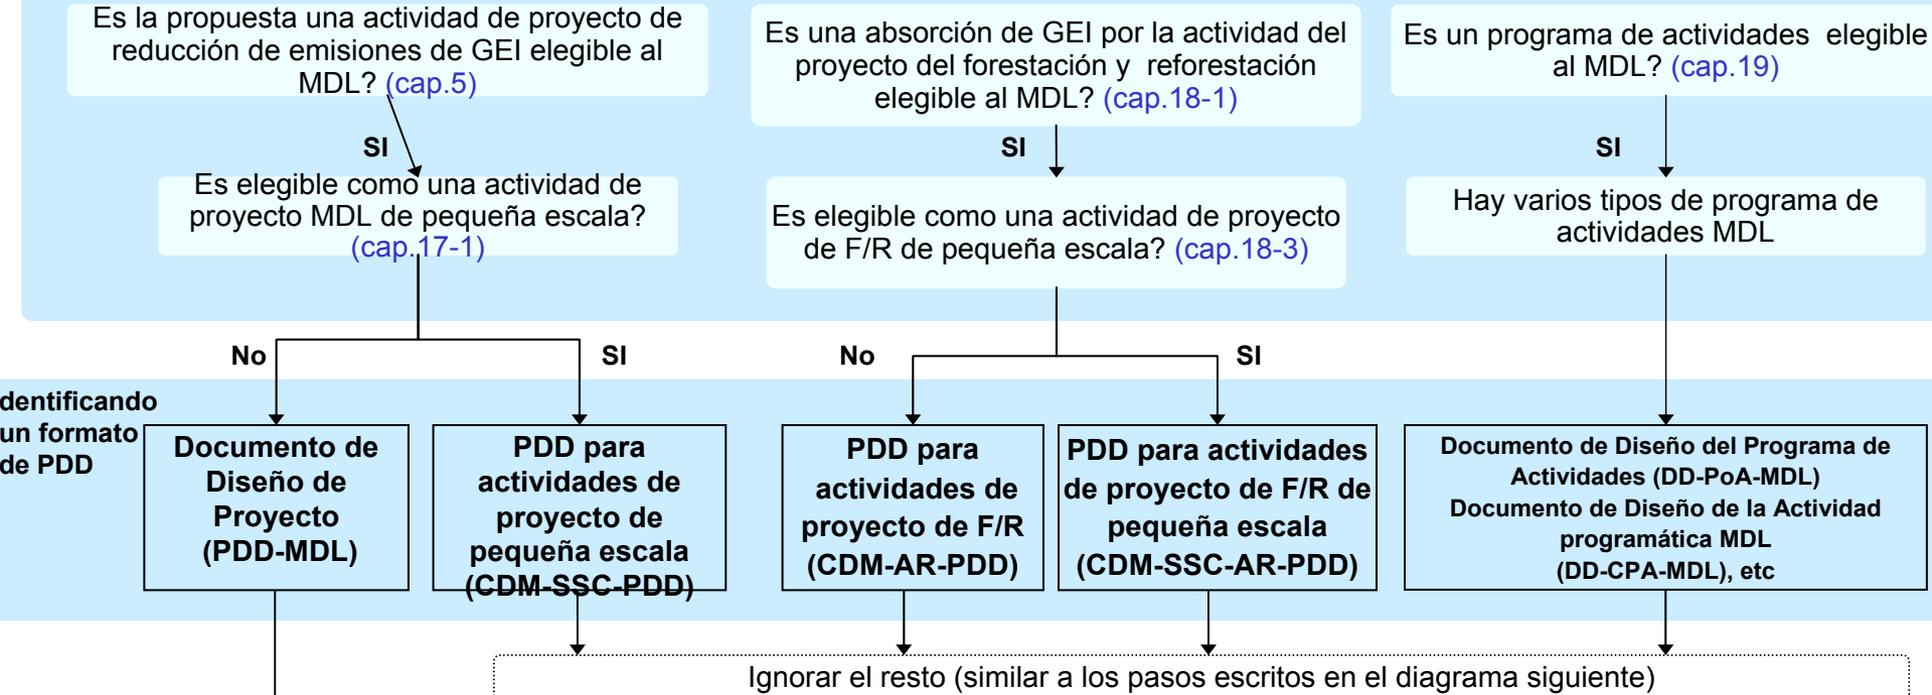 Es la propuesta una actividad de proyecto de
reducción de emisiones de GEI elegible al
MDL? (cap.5)
Es una absorción de GEI por la actividad del
proyecto del forestación y reforestación
elegible al MDL? (cap.18-1)
Es un programa de actividades elegible
al MDL? (cap.19)
SI
SI
SI
Es elegible como una actividad de
proyecto MDL de pequeña escala?
(cap.17-1)
Es elegible como una actividad de proyecto
de F/R de pequeña escala? (cap.18-3)
Hay varios tipos de programa de
actividades MDL
No
SI
No
SI
dentificando
un formato
de PDD
Documento de
Diseño de
Proyecto
(PDD-MDL)
PDD para
actividades de
proyecto de
pequeña escala
(CDM-SSC-PDD)
PDD para
actividades de
proyecto de F/R
(CDM-AR-PDD)
PDD para actividades
de proyecto de F/R de
pequeña escala
(CDM-SSC-AR-PDD)
Documento de Diseño del Programa de
Actividades (DD-PoA-MDL)
Documento de Diseño de la Actividad
programática MDL
(DD-CPA-MDL), etc
Ignorar el resto (similar a los pasos escritos en el diagrama siguiente)